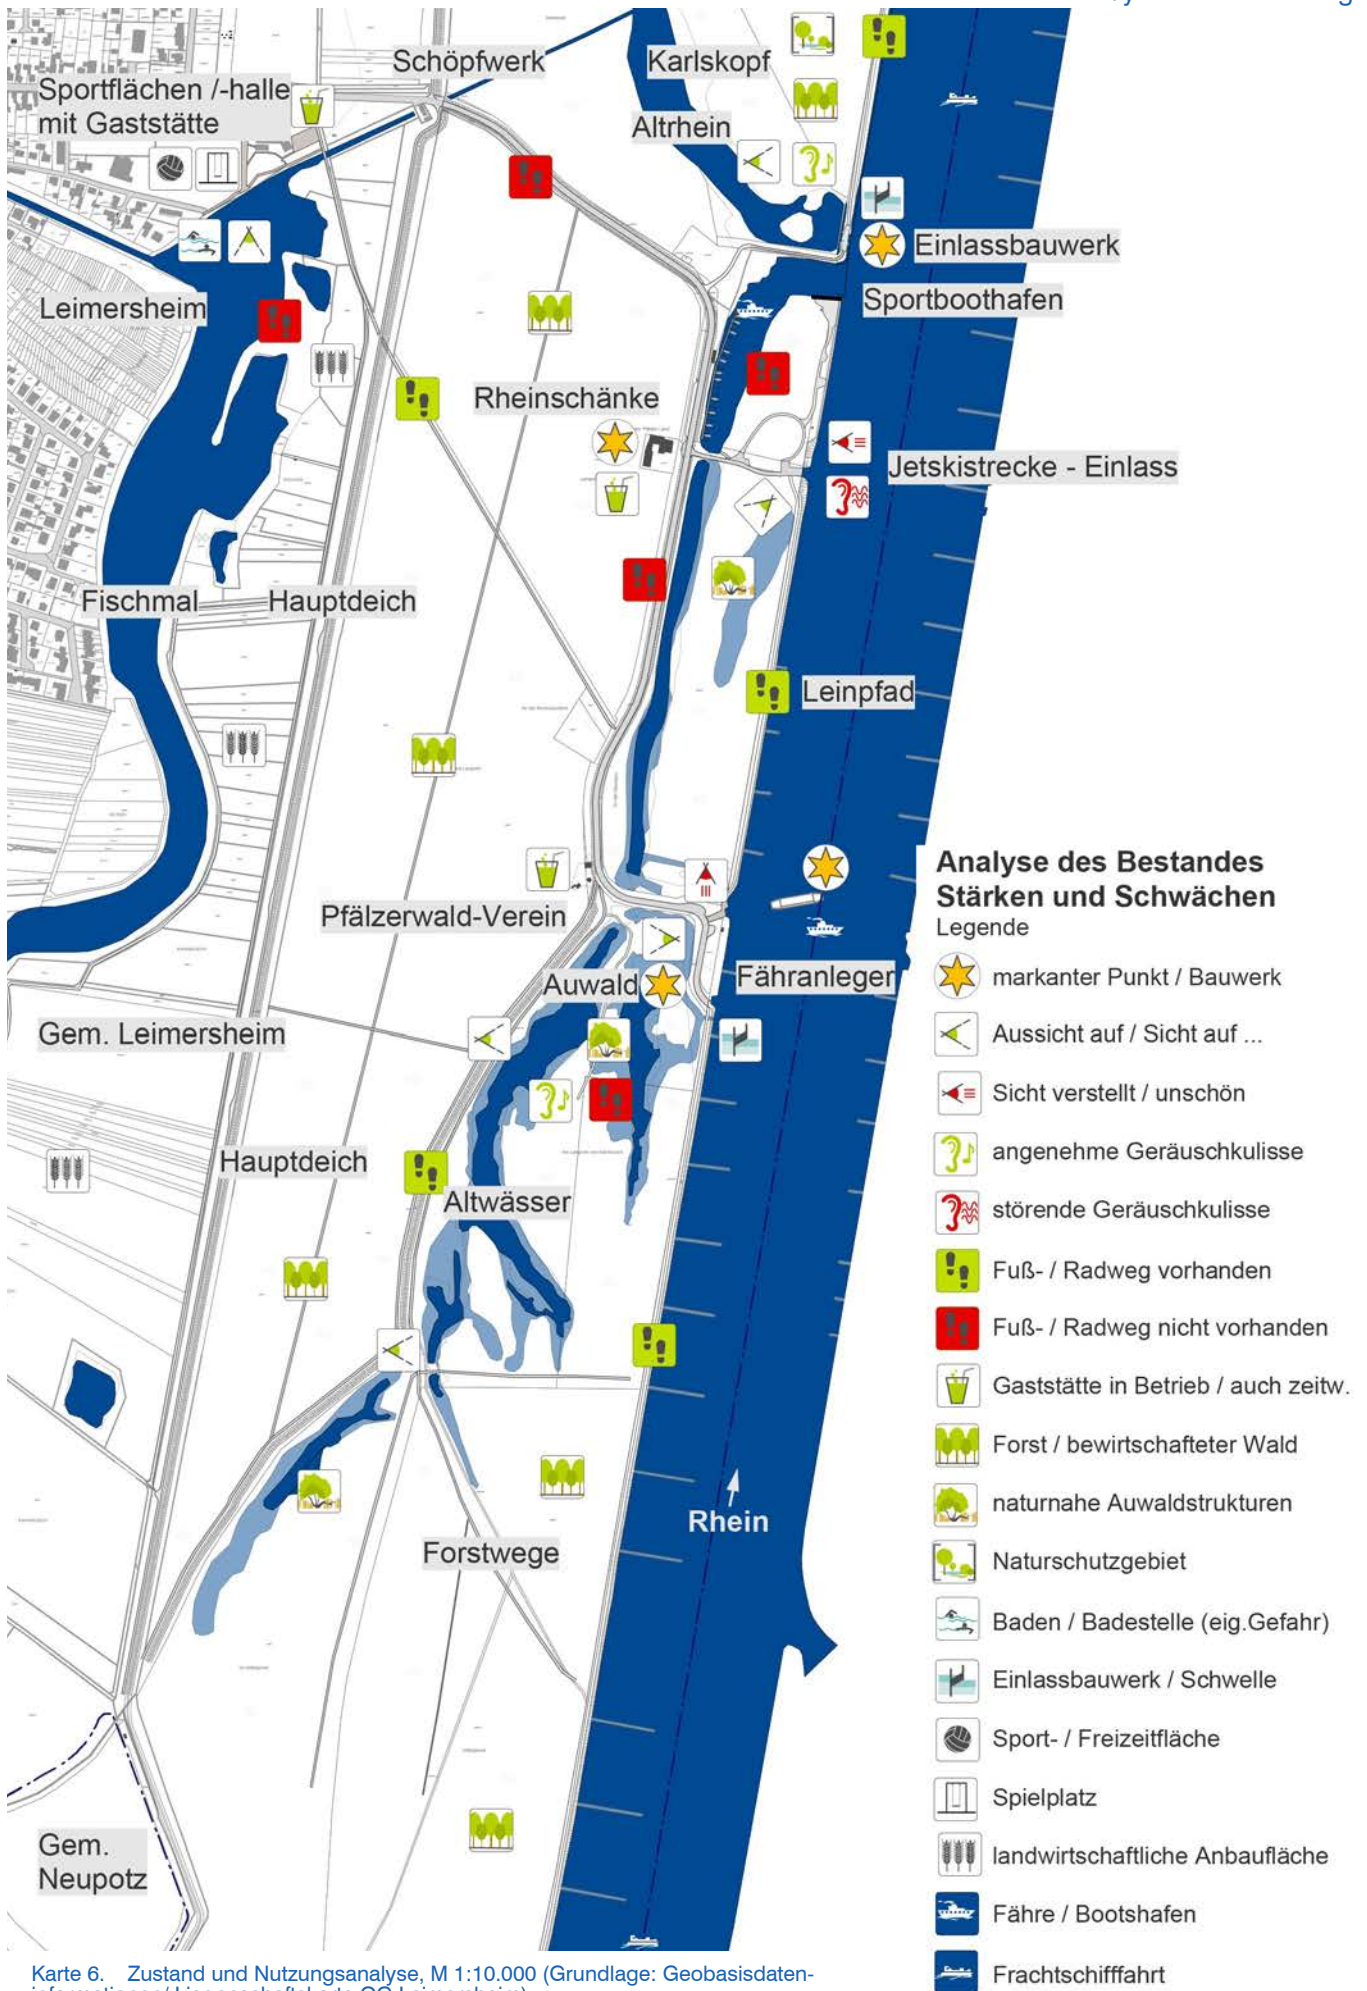 Schöpfwerk
Karlskopf
Sportflächen /-halle
mit Gaststätte
Altrhein
Einlassbauwerk
Sportboothafen
Leimersheim
Rheinschänke
Jetskistrecke - Einlass
Fischmal
Hauptdeich
Leinpfad
Pfälzerwald-Verein
Auwald
Fähranleger
Gem. Leimersheim
Hauptdeich
Altwässer
Rhein
Forstwege
Gem.
Neupotz
Analyse des Bestandes
Stärken und Schwächen
Legende
markanter Punkt / Bauwerk
Aussicht auf / Sicht auf ...
Sicht verstellt / unschön
angenehme Geräuschkulisse
störende Geräuschkulisse
Fuß- / Radweg vorhanden
Fuß- / Radweg nicht vorhanden
Gaststätte in Betrieb / auch zeitw.
Forst / bewirtschafteter Wald
naturnahe Auwaldstrukturen
Naturschutzgebiet
Baden / Badestelle (eig.Gefahr)
Einlassbauwerk / Schwelle
Sport- / Freizeitfläche
Spielplatz
landwirtschaftliche Anbaufläche
Fähre / Bootshafen
Frachtschifffahrt
Karte 6. Zustand und Nutzungsanalyse, M 1:10.000 (Grundlage: Geobasisdaten-